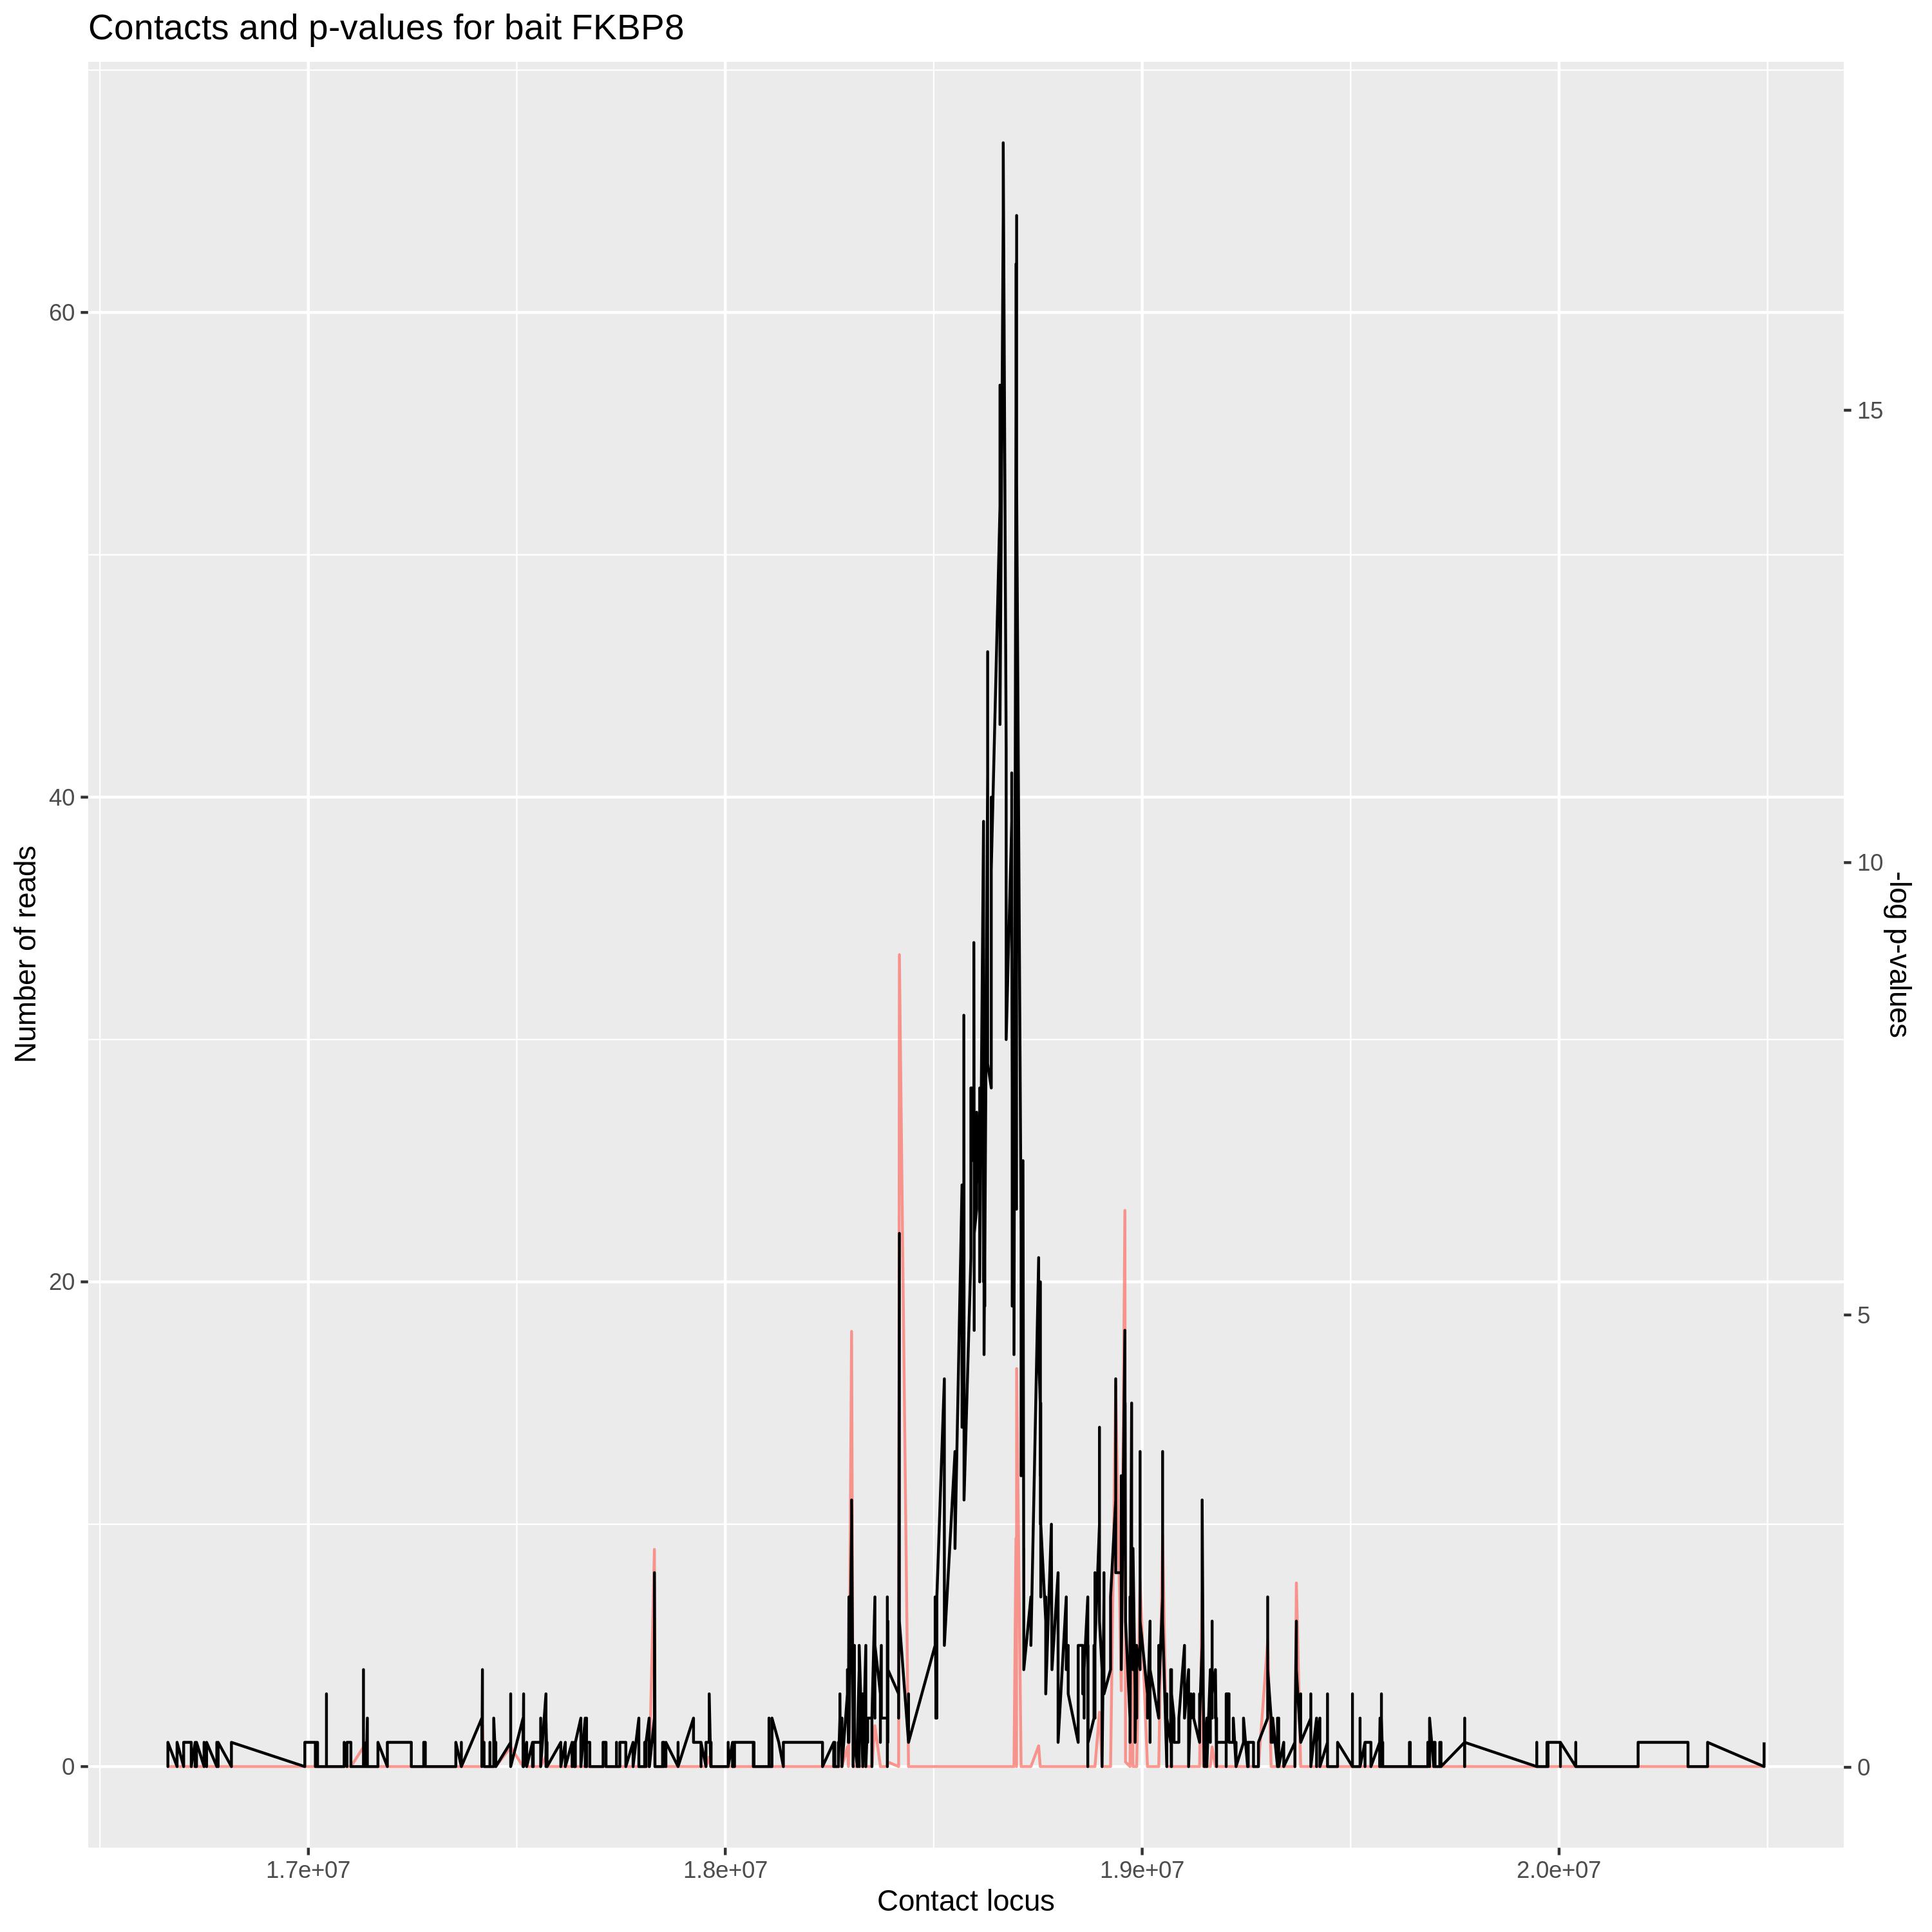 Contacts and p-values for bait FKBP8
Number of reads
60
40
20
0
15
10
5
0
-log p-values
1.7e+07
1.8e+07
1.9e+07
2.0e+07
Contact locus